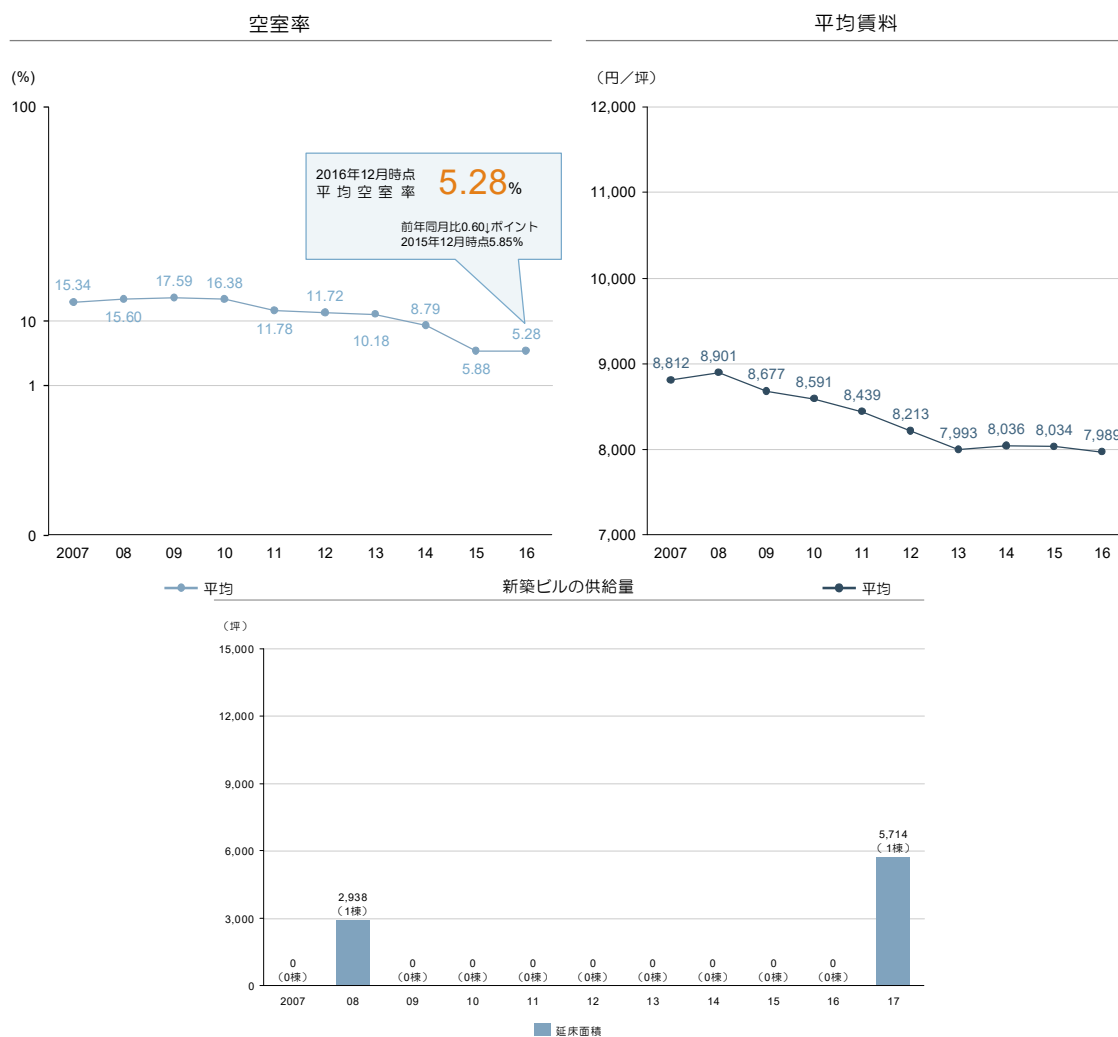 空室率
(%)
100
10
1
0
2016年12月時点
平均空室率 5.28%
前年同月比0.60↓ポイント
2015年12月時点5.85%
15.34
15.60
17.59
16.38
11.78
11.72
10.18
8.79
5.88
5.28
2007 08 09 10 11 12 13 14 15 16
平均
平均賃料
（円／坪）
12,000
11,000
10,000
9,000
8,000
7,000
8,812
8,901
8,677
8,591
8,439
8,213
7,993
8,036
8,034
7,989
2007 08 09 10 11 12 13 14 15 16
平均
新築ビルの供給量
（坪）
15,000
12,000
9,000
6,000
3,000
0
0
（0棟）
2,938
（1棟）
0
（0棟）
0
（0棟）
0
（0棟）
0
（0棟）
0
（0棟）
0
（0棟）
0
（0棟）
0
（0棟）
5,714
（ 1棟）
2007 08 09 10 11 12 13 14 15 16 17
延床面積